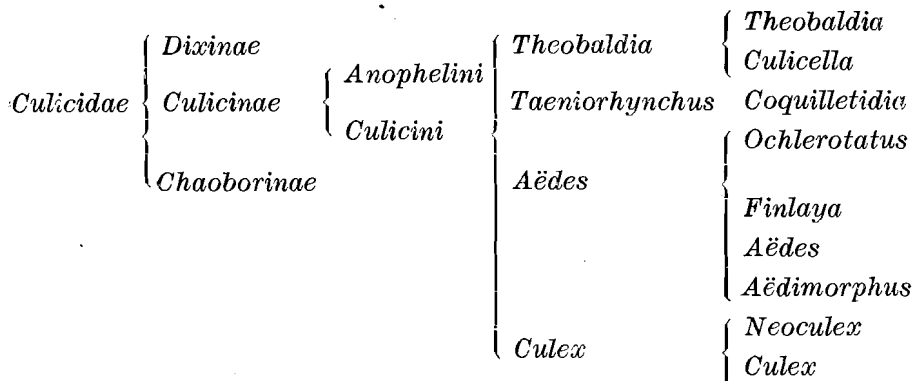 Theobaldia
Dixinae Theobaldia
Anophelini Culicella
Culicidae Culicinae Taeniorhynchus Coquilletidia
Culicini
Ochlerotatus
Chaoborinae Aëdes
Finlaya
Aëdes
Aëdimorphus
Neoculex
Culex
Culex